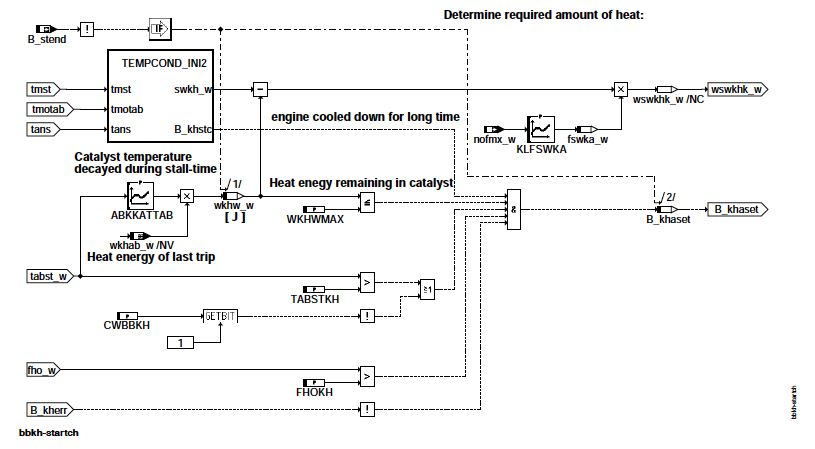 Determine required amount of heat:
B_stend
!
IF
TEMPCOND_INI2
tmst
tmst
swkh_w
tmotab
tmotab
tans
tans
B_khstc
−
×
wswkhk_w /NC
wswkhk_w
engine cooled down for long time
nofmx_w
P
KLFSWKA
fswka_w
Catalyst temperature
decayed during stall-time
P
ABKKATTAB
×
/1/
wkhw_w
[ J ]
Heat enegy remaining in catalyst
P
WKHWMAX
≤
&
/2/
B_khaset
B_khaset
wkhab_w /NV
Heat energy of last trip
tabst_w
P
TABSTKH
>
≥1
P
CWBBKH
GETBIT
!
1
fho_w
P
FHOKH
>
B_kherr
!
bbkh-startch
bbkh-startch